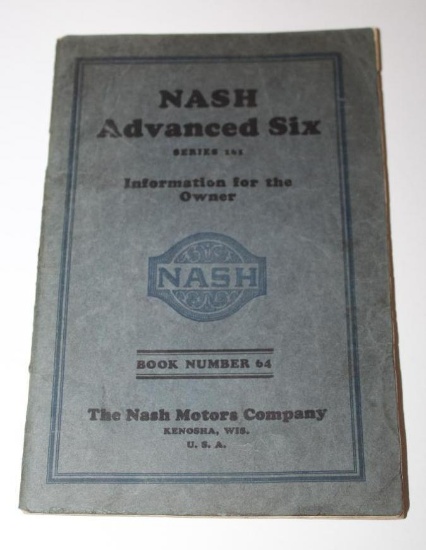 NASH
Advanced Six
SERIES
Information for the
Owner
NASH
BOOK NUMBER 64
The Nash Motors Company
KENOSHA, WIS.
U. S. A.